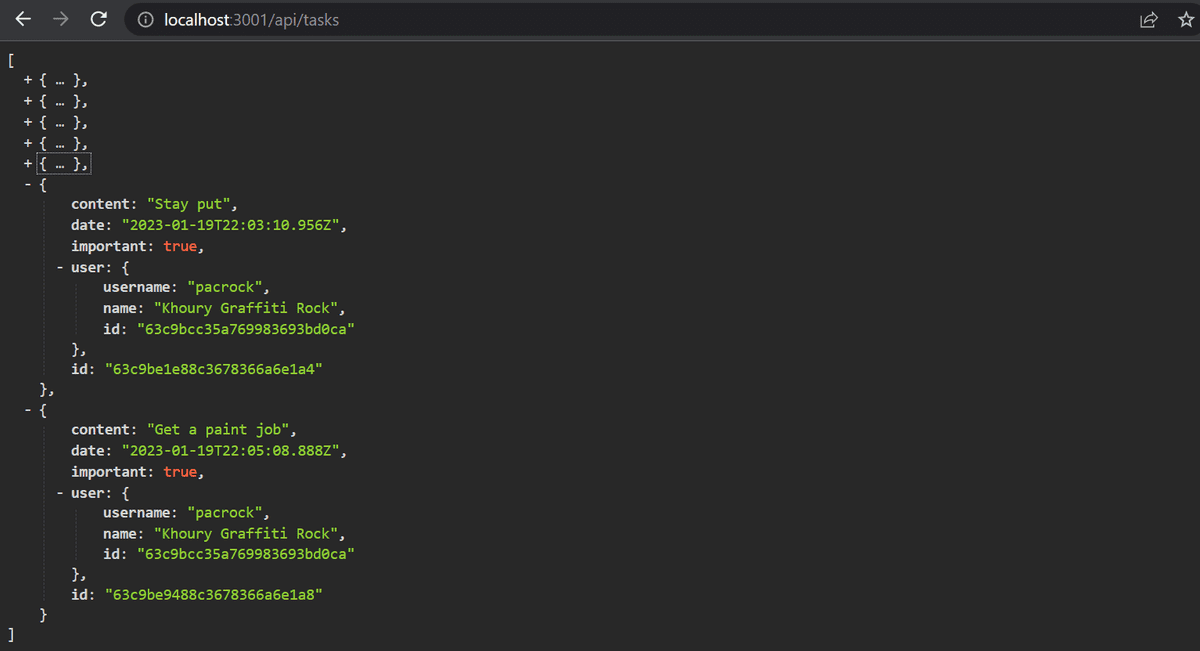 localhost:3001/api/tasks
[
+ { … },
+ { … },
+ { … },
+ { … },
+ { … },
- {
content: "Stay put",
date: "2023-01-19T22:03:10.956Z",
important: true,
- user: {
username: "pacrock",
name: "Khoury Graffiti Rock",
id: "63c9bcc35a769983693bd0ca"
},
id: "63c9be1e88c3678366a6e1a4"
},
- {
content: "Get a paint job",
date: "2023-01-19T22:05:08.888Z",
important: true,
- user: {
username: "pacrock",
name: "Khoury Graffiti Rock",
id: "63c9bcc35a769983693bd0ca"
},
id: "63c9be9488c3678366a6e1a8"
}
]